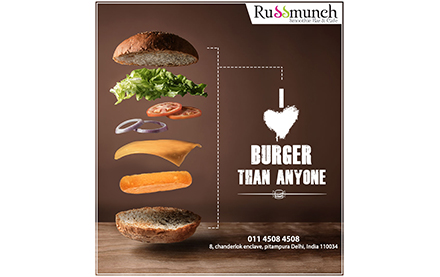 Russmunch
Smoothie Bar & Cafe
I
BURGER
THAN ANYONE
011 4508 4508
8, chanderlok enclave, pitampura Delhi, India 110034